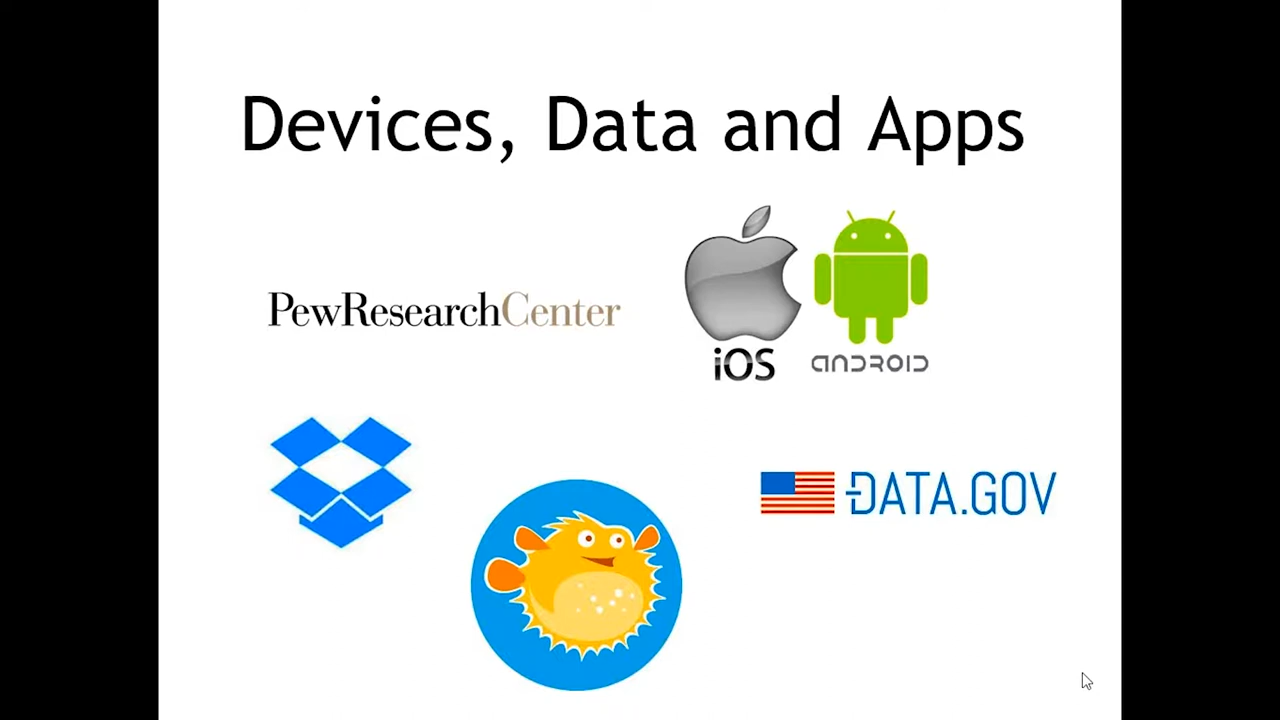 Devices, Data and Apps
PewResearchCenter
iOS
ANDROID
DATA.GOV